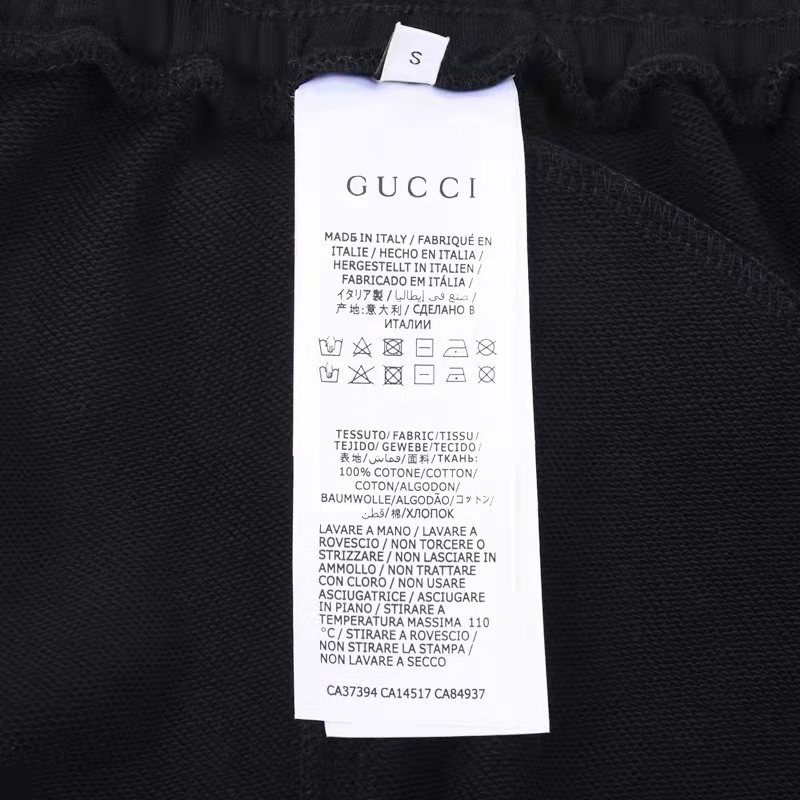 S
GUCCI
MADE IN ITALY / FABRIQUÉ EN
ITALIE / HECHO EN ITALIA /
HERGESTELLT IN ITALIEN /
FABRICADO EM ITÁLIA /
イタリア製 / صنع في إيطاليا /
产地:意大利 / СДЕЛАНО В
ИТАЛИИ
TESSUTO/FABRIC/TISSU/
TEJIDO/GEWEBE/TECIDO/
表地/قماش/面料/ТКАНЬ:
100% COTONE/COTTON/
COTON/ALGODON/
BAUMWOLLE/ALGODÃO/コットン/
قطن/棉/ХЛОПОК
LAVARE A MANO / LAVARE A
ROVESCIO / NON TORCERE O
STRIZZARE / NON LASCIARE IN
AMMOLLO / NON TRATTARE
CON CLORO / NON USARE
ASCIUGATRICE / ASCIUGARE
IN PIANO / STIRARE A
TEMPERATURA MASSIMA 110
°C / STIRARE A ROVESCIO /
NON STIRARE LA STAMPA /
NON LAVARE A SECCO
CA37394 CA14517 CA84937